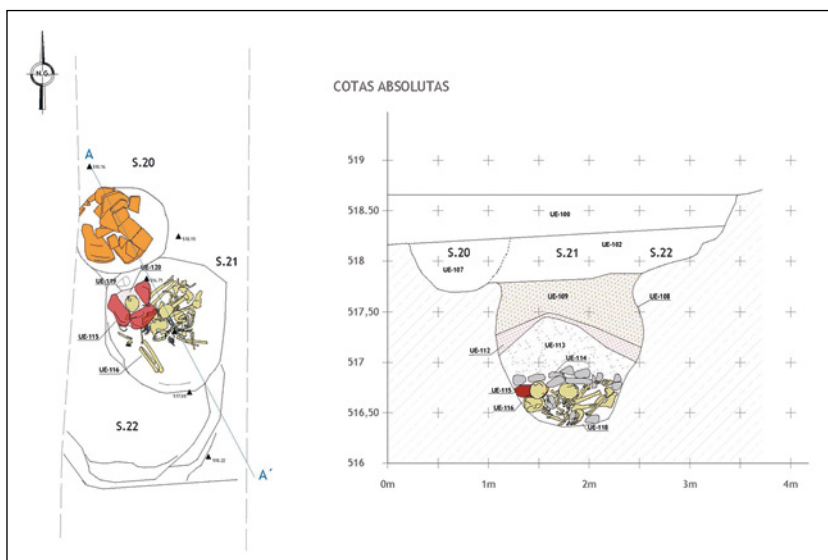 N.G.
COTAS ABSOLUTAS
A
S.20
S.21
UE-120
UE-115
UE-116
S.22
A´
519
518.50
518
517,50
517
516,50
516
0m
1m
2m
3m
4m
UE-100
UE-102
S.20
S.21
S.22
UE-107
UE-109
UE-108
UE-112
UE-113
UE-114
UE-115
UE-116
UE-118